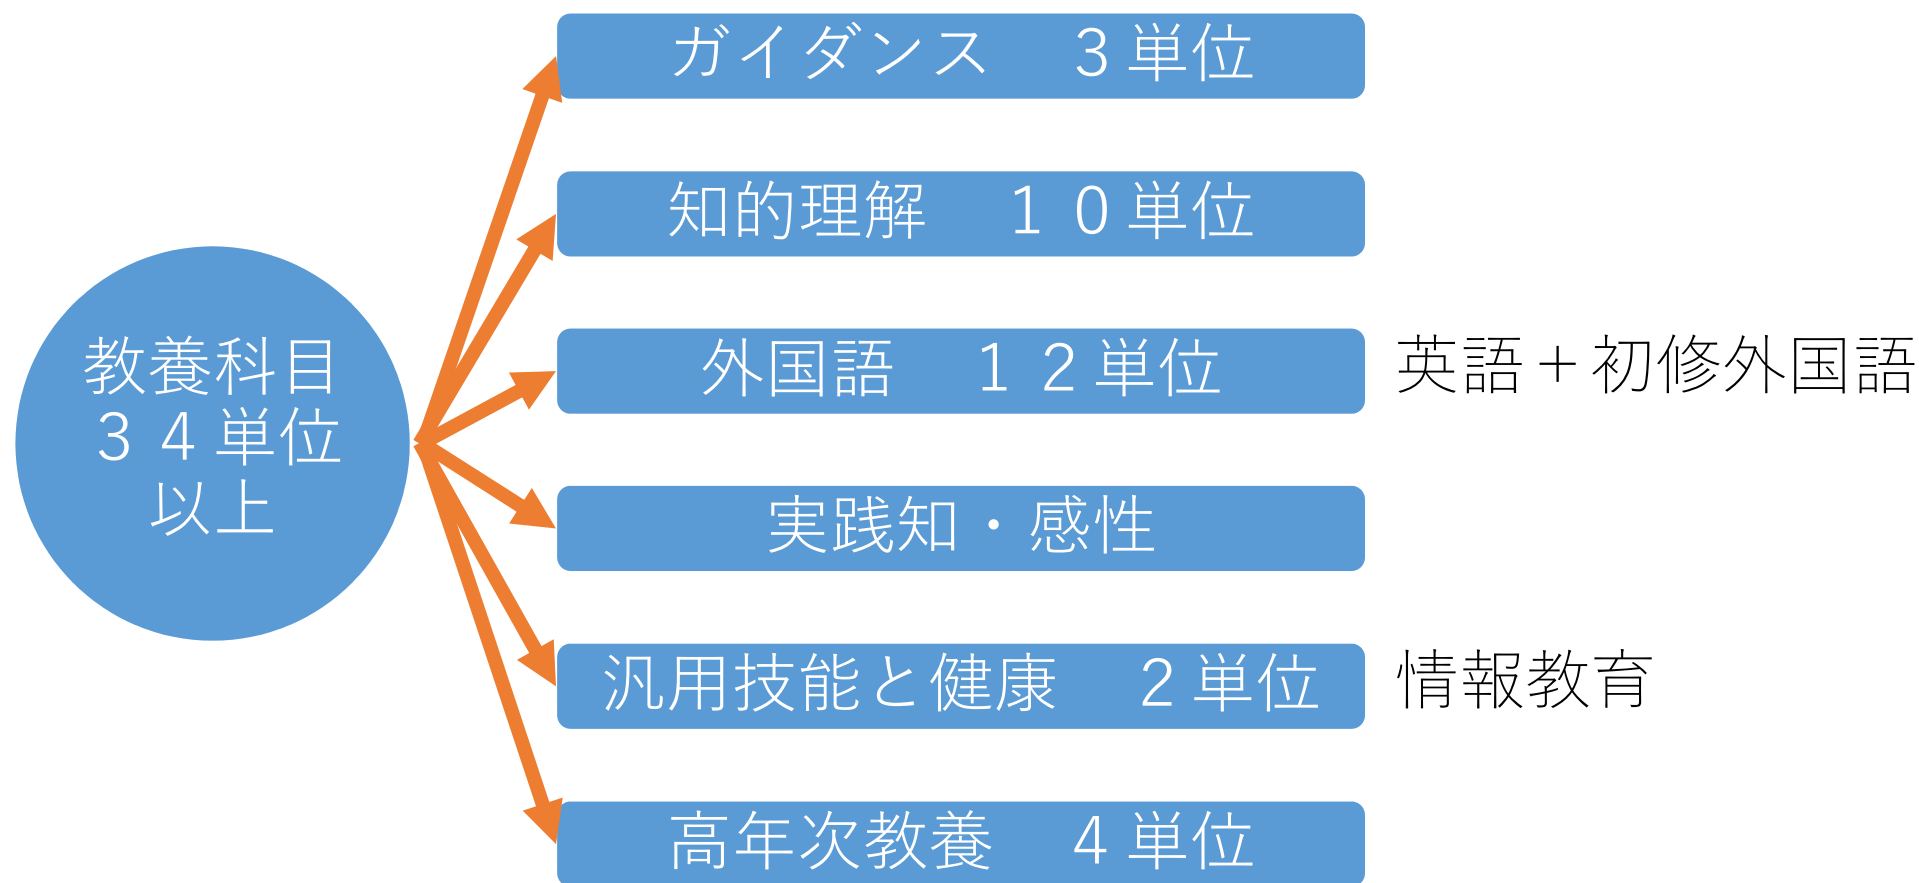 ガイダンス　３単位
知的理解　１０単位
外国語　１２単位
英語＋初修外国語
教養科目
３４単位
以上
実践知・感性
汎用技能と健康　２単位
情報教育
高年次教養　４単位